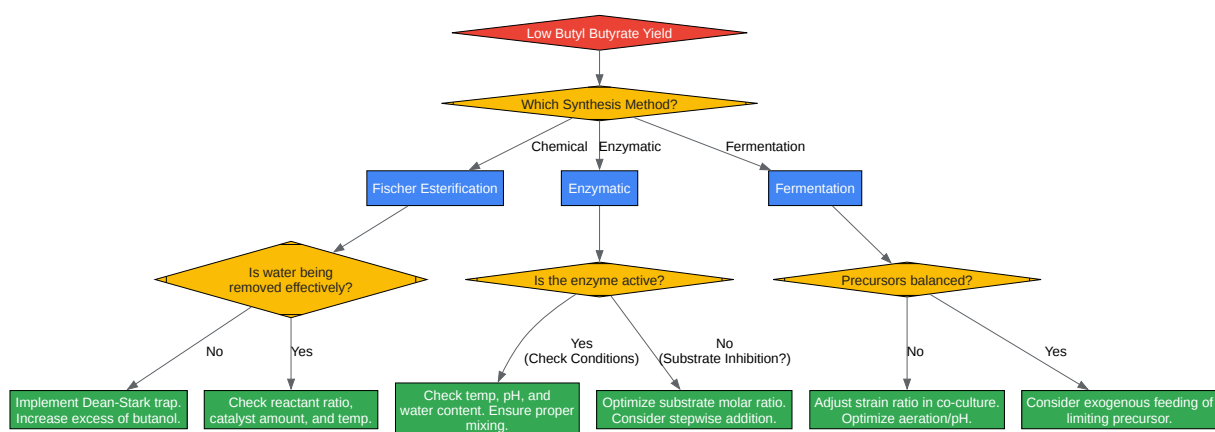 Low Butyl Butyrate Yield
Which Synthesis Method?
Chemical
Enzymatic
Fermentation
Fischer Esterification
Enzymatic
Fermentation
Is water being
removed effectively?
Is the enzyme active?
Precursors balanced?
No
Yes
Yes
(Check Conditions)
No
(Substrate Inhibition?)
No
Yes
Implement Dean-Stark trap.
Increase excess of butanol.
Check reactant ratio,
catalyst amount, and temp.
Check temp, pH, and
water content. Ensure proper
mixing.
Optimize substrate molar ratio.
Consider stepwise addition.
Adjust strain ratio in co-culture.
Optimize aeration/pH.
Consider exogenous feeding of
limiting precursor.